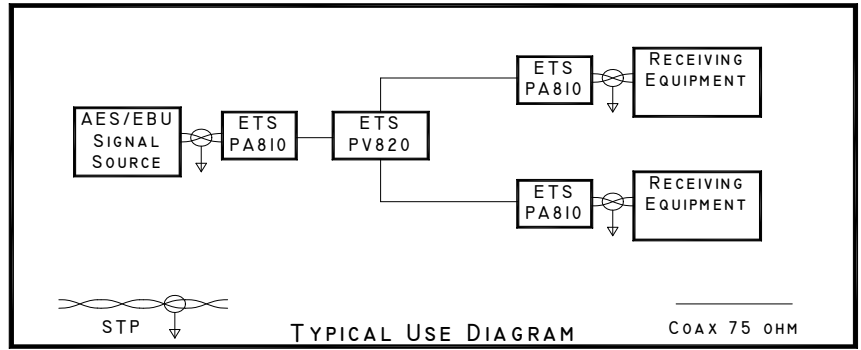 AES/EBU
SIGNAL
SOURCE
ETS
PA810
ETS
PV820
ETS
PA810
RECEIVING
EQUIPMENT
ETS
PA810
RECEIVING
EQUIPMENT
STP
TYPICAL USE DIAGRAM
COAX 75 OHM